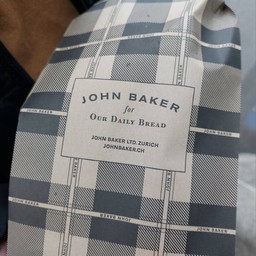 JOHN BAKER
for
OUR DAILY BREAD
JOHN BAKER LTD. ZURICH
JOHNBAKER.CH